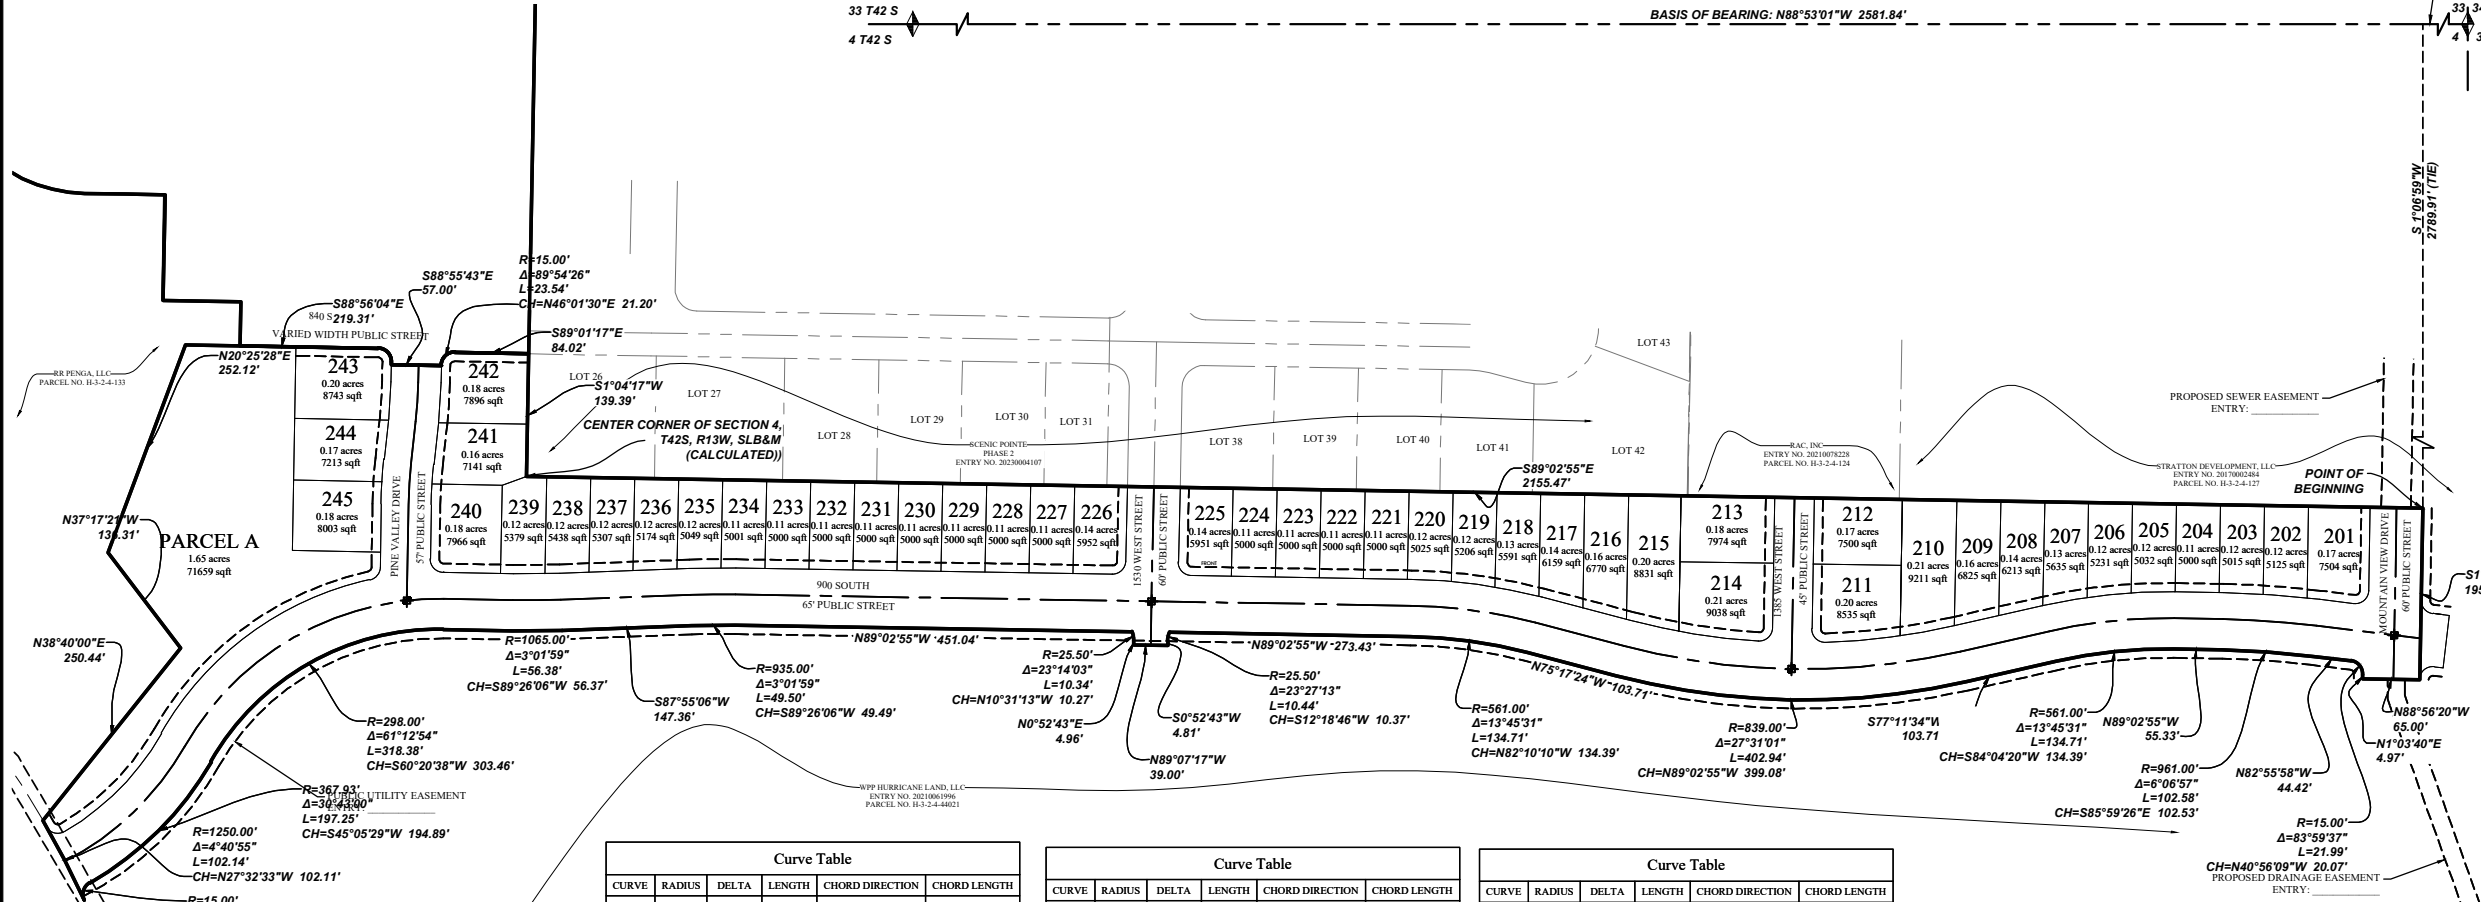 33 T42 S
4 T42 S
BASIS OF BEARING: N88°53'01"W 2581.84'
33
4
S 1°06'59"W
2789.91' (TIE)
S88°56'04"E
219.31'
840 S
VARIED WIDTH PUBLIC STREET
S88°55'43"E
57.00'
R=15.00'
Δ=89°54'26"
L=23.54'
CH=N46°01'30"E 21.20'
S89°01'17"E
84.02'
N20°25'28"E
252.12'
RR PENGA, LLC
PARCEL NO. H-3-2-4-133
S1°04'17"W
139.39'
CENTER CORNER OF SECTION 4,
T42S, R13W, SLB&M
(CALCULATED))
LOT 26
LOT 27
LOT 28
LOT 29
LOT 30
LOT 31
LOT 38
LOT 39
LOT 40
LOT 41
LOT 42
LOT 43
SCENIC POINTE
PHASE 2
ENTRY NO. 20230004107
S89°02'55"E
2155.47'
RAC, INC
ENTRY NO. 20210078228
PARCEL NO. H-3-2-4-124
PROPOSED SEWER EASEMENT
ENTRY: ____________
STRATTON DEVELOPMENT, LLC
ENTRY NO. 20170002484
PARCEL NO. H-3-2-4-127
POINT OF
BEGINNING
243
0.20 acres
8743 sqft
244
0.17 acres
7213 sqft
245
0.18 acres
8003 sqft
242
0.18 acres
7896 sqft
241
0.16 acres
7141 sqft
240
0.18 acres
7966 sqft
239
0.12 acres
5379 sqft
238
0.12 acres
5438 sqft
237
0.12 acres
5307 sqft
236
0.12 acres
5174 sqft
235
0.12 acres
5049 sqft
234
0.11 acres
5001 sqft
233
0.11 acres
5000 sqft
232
0.11 acres
5000 sqft
231
0.11 acres
5000 sqft
230
0.11 acres
5000 sqft
229
0.11 acres
5000 sqft
228
0.11 acres
5000 sqft
227
0.11 acres
5000 sqft
226
0.14 acres
5952 sqft
225
0.14 acres
5951 sqft
FRONT
224
0.11 acres
5000 sqft
223
0.11 acres
5000 sqft
222
0.11 acres
5000 sqft
221
0.11 acres
5000 sqft
220
0.12 acres
5025 sqft
219
0.12 acres
5206 sqft
218
0.13 acres
5591 sqft
217
0.14 acres
6159 sqft
216
0.16 acres
6770 sqft
215
0.20 acres
8831 sqft
213
0.18 acres
7974 sqft
214
0.21 acres
9038 sqft
212
0.17 acres
7500 sqft
211
0.20 acres
8535 sqft
210
0.21 acres
9211 sqft
209
0.16 acres
6825 sqft
208
0.14 acres
6213 sqft
207
0.13 acres
5635 sqft
206
0.12 acres
5231 sqft
205
0.12 acres
5032 sqft
204
0.11 acres
5000 sqft
203
0.12 acres
5015 sqft
202
0.12 acres
5125 sqft
201
0.17 acres
7504 sqft
PINE VALLEY DRIVE
57' PUBLIC STREET
1530 WEST STREET
60' PUBLIC STREET
1385 WEST STREET
45' PUBLIC STREET
MOUNTAIN VIEW DRIVE
60' PUBLIC STREET
N37°17'21"W
PARCEL A
1.65 acres
71659 sqft
N38°40'00"E
250.44'
900 SOUTH
65' PUBLIC STREET
R=1065.00'
Δ=3°01'59"
L=56.38'
CH=S89°26'06"W 56.37'
S87°55'06"W
147.36'
R=935.00'
Δ=3°01'59"
L=49.50'
CH=S89°26'06"W 49.49'
N89°02'55"W 451.04'
R=25.50'
Δ=23°14'03"
L=10.34'
CH=N10°31'13"W 10.27'
N0°52'43"E
4.96'
N89°07'17"W
39.00'
S0°52'43"W
4.81'
R=25.50'
Δ=23°27'13"
L=10.44'
CH=S12°18'46"W 10.37'
N89°02'55"W 273.43'
R=561.00'
Δ=13°45'31"
L=134.71'
CH=N82°10'10"W 134.39'
N75°17'24"W 103.71'
R=839.00'
Δ=27°31'01"
L=402.94'
CH=N89°02'55"W 399.08'
S77°11'34"W
103.71
R=561.00'
Δ=13°45'31"
L=134.71'
CH=S84°04'20"W 134.39'
N89°02'55"W
55.33'
R=961.00'
Δ=6°06'57"
L=102.58'
CH=S85°59'26"E 102.53'
N82°55'58"W
44.42'
R=15.00'
Δ=83°59'37"
L=21.99'
CH=N40°56'09"W 20.07'
N88°56'20"W
65.00'
N1°03'40"E
4.97'
PROPOSED DRAINAGE EASEMENT
ENTRY: ____________
R=298.00'
Δ=61°12'54"
L=318.38'
CH=S60°20'38"W 303.46'
R=367.93'
Δ=30°43'00"
L=197.25'
CH=S45°05'29"W 194.89'
PUBLIC UTILITY EASEMENT
R=1250.00'
Δ=4°40'55"
L=102.14'
CH=N27°32'33"W 102.11'
R=15.00'
WPP HURRICANE LAND, LLC
ENTRY NO. 20210061996
PARCEL NO. H-3-2-4-44021
Curve Table
CURVE RADIUS DELTA LENGTH CHORD DIRECTION CHORD LENGTH
Curve Table
CURVE RADIUS DELTA LENGTH CHORD DIRECTION CHORD LENGTH
Curve Table
CURVE RADIUS DELTA LENGTH CHORD DIRECTION CHORD LENGTH